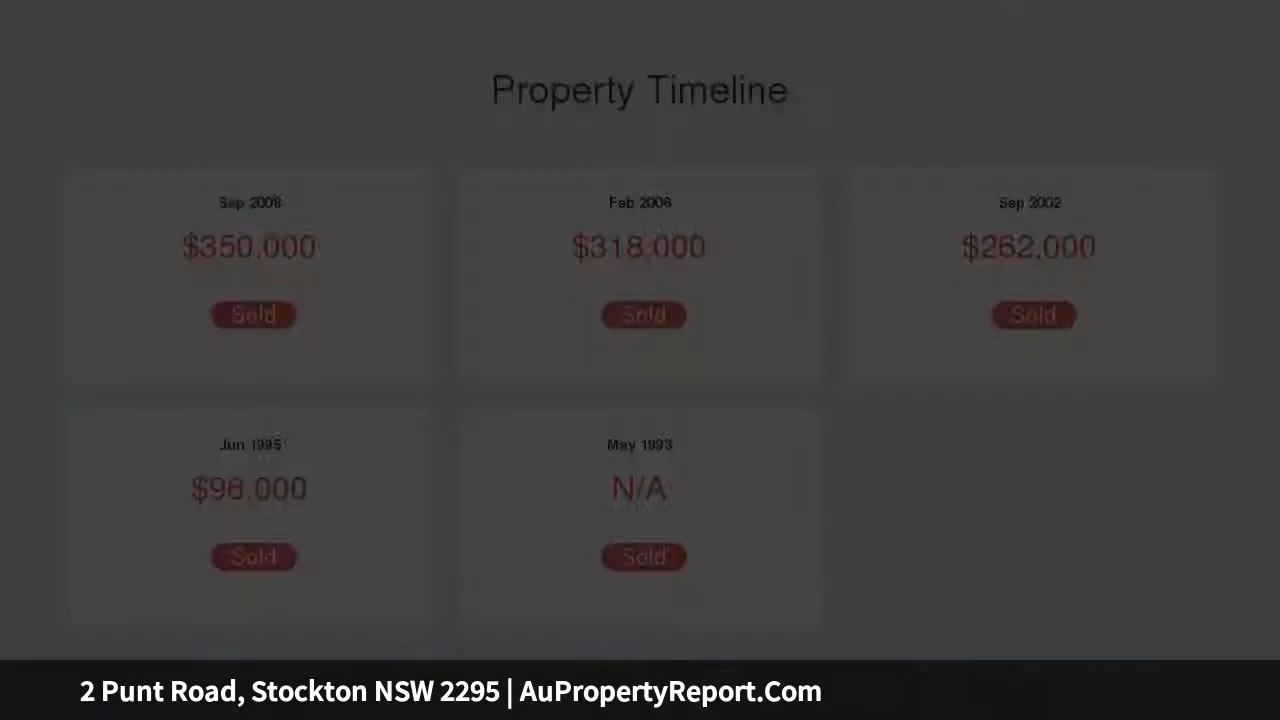 Property Timeline
Sep 2008 Feb 2006 Sep 2002
$350,000 $318,000 $262,000
Sold Sold Sold
Jun 1995 May 1993
$96,000 N/A
Sold Sold
2 Punt Road, Stockton NSW 2295 | AuPropertyReport.Com